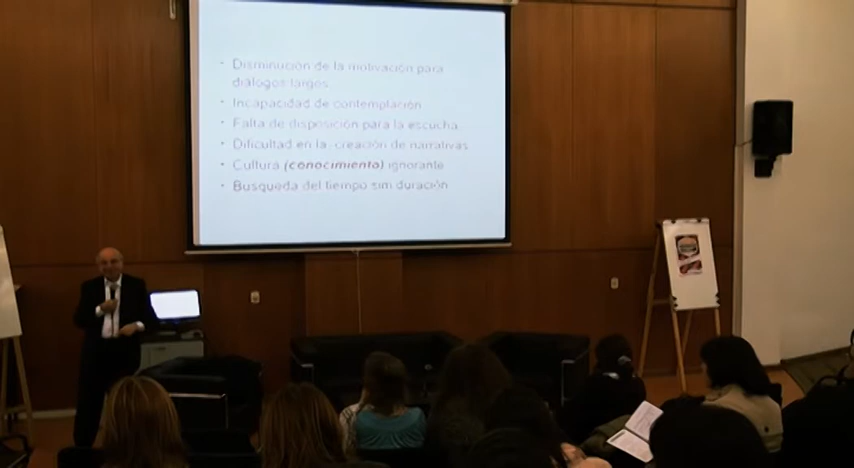 - Disminución de la motivación para
diálogos largos
- Incapacidad de contemplación
- Falta de disposición para la escucha
- Dificultad en la creación de narrativas
- Cultura (conocimiento) ignorante
- Busqueda del tiempo sim duración